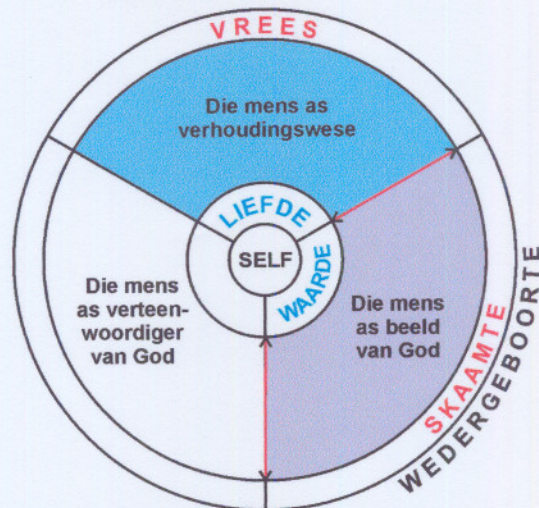 VREES
Die mens as
verhoudingswese
LIEFDE
SELF
WAARDE
Die mens
as verteen-
woordiger
van God
Die mens
as beeld
van God
SKAAMTE
WEDERGEBOORTE